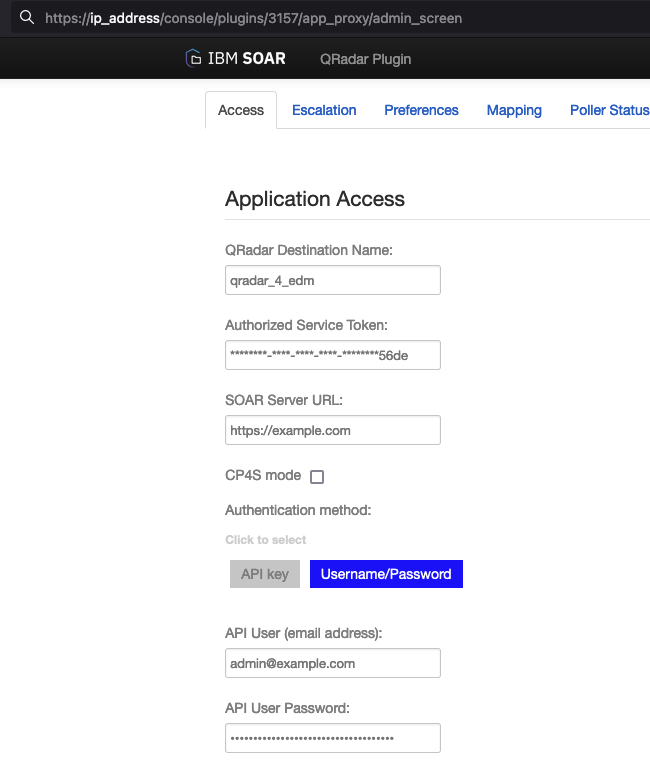 https://ip_address/console/plugins/3157/app_proxy/admin_screen
IBM SOAR QRadar Plugin
Access Escalation Preferences Mapping Poller Status
Application Access
QRadar Destination Name:
qradar_4_edm
Authorized Service Token:
********-****-****-****-********56de
SOAR Server URL:
https://example.com
CP4S mode
Authentication method:
Click to select
API key Username/Password
API User (email address):
admin@example.com
API User Password:
••••••••••••••••••••••••••••••••••••